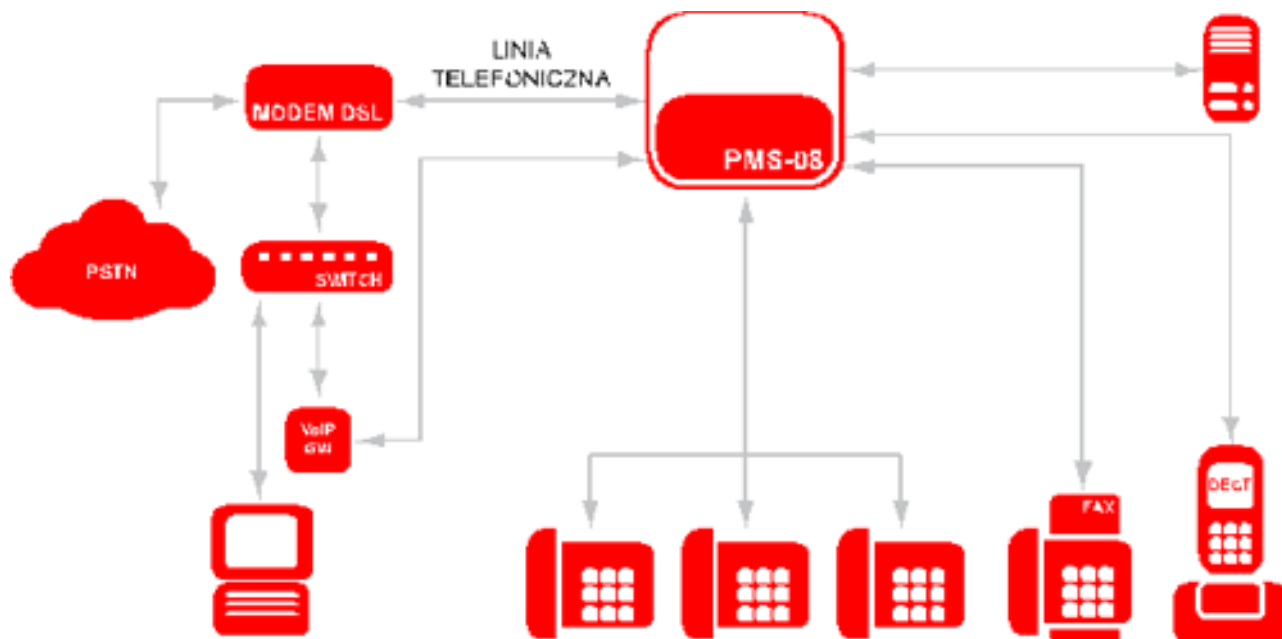 LINIA
TELEFONICZNA
MODEM DSL
PMS-08
PSTN
SWITCH
VoIP
GW
FAX
DECT